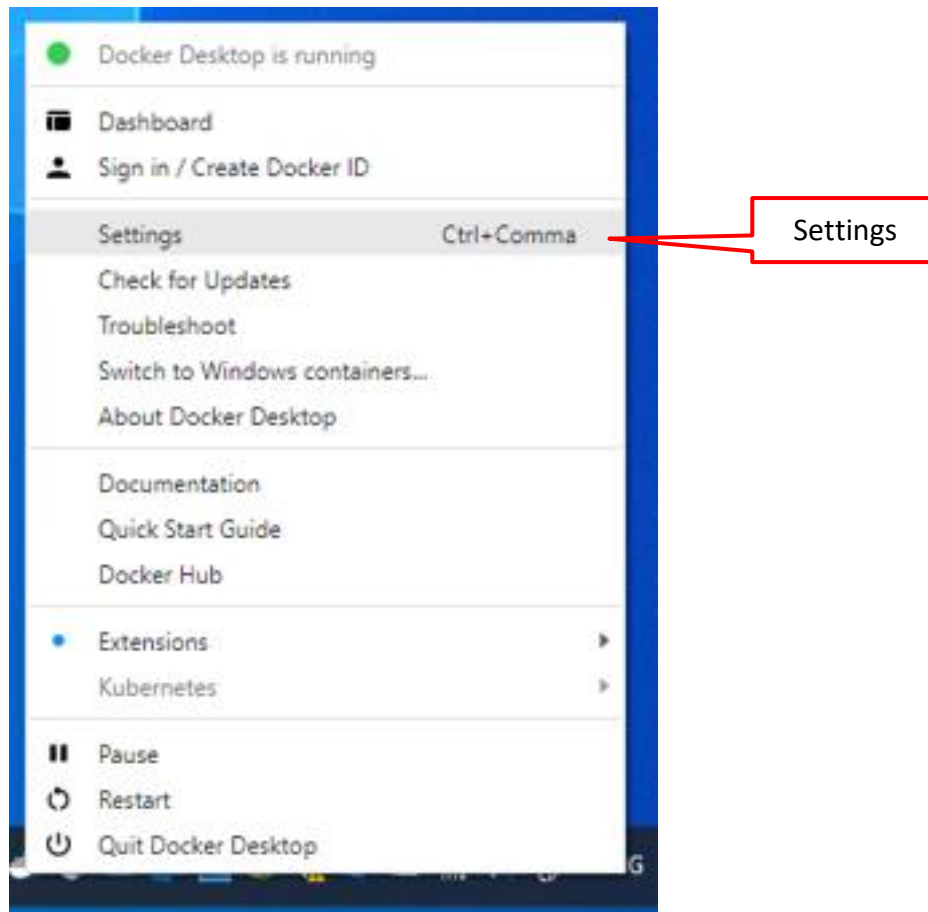 Docker Desktop is running
Dashboard
Sign in / Create Docker ID
Settings Ctrl+Comma
Settings
Check for Updates
Troubleshoot
Switch to Windows containers...
About Docker Desktop
Documentation
Quick Start Guide
Docker Hub
Extensions
Kubernetes
Pause
Restart
Quit Docker Desktop
G